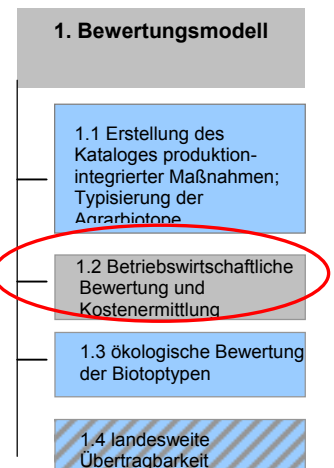 1. Bewertungsmodell
1.1 Erstellung des
Kataloges produktion-
integrierter Maßnahmen;
Typisierung der
Agrarbiotope
1.2 Betriebswirtschaftliche
Bewertung und
Kostenermittlung
1.3 ökologische Bewertung
der Biotoptypen
1.4 landesweite
Übertragbarkeit